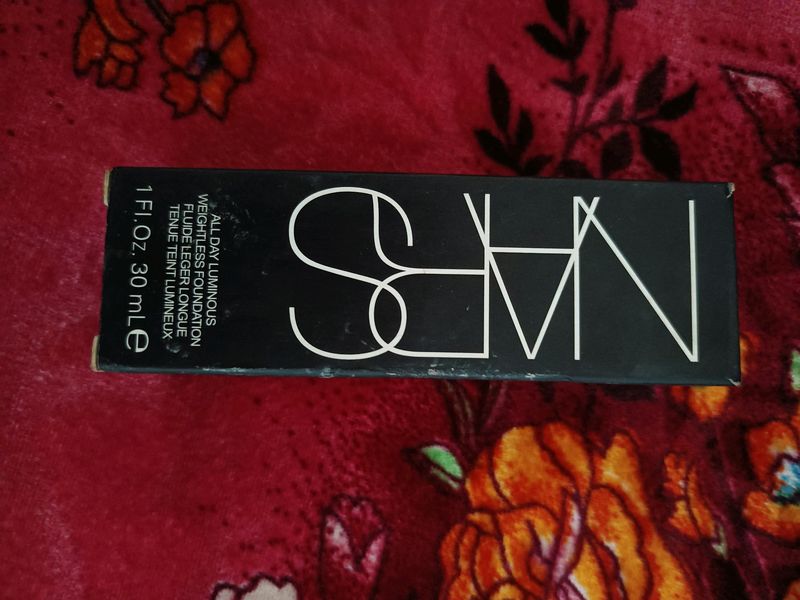 NARS
ALL DAY LUMINOUS
WEIGHTLESS FOUNDATION
FLUIDE LEGER LONGUE
TENUE TEINT LUMINEUX
1 Fl.Oz. 30 mL ℮